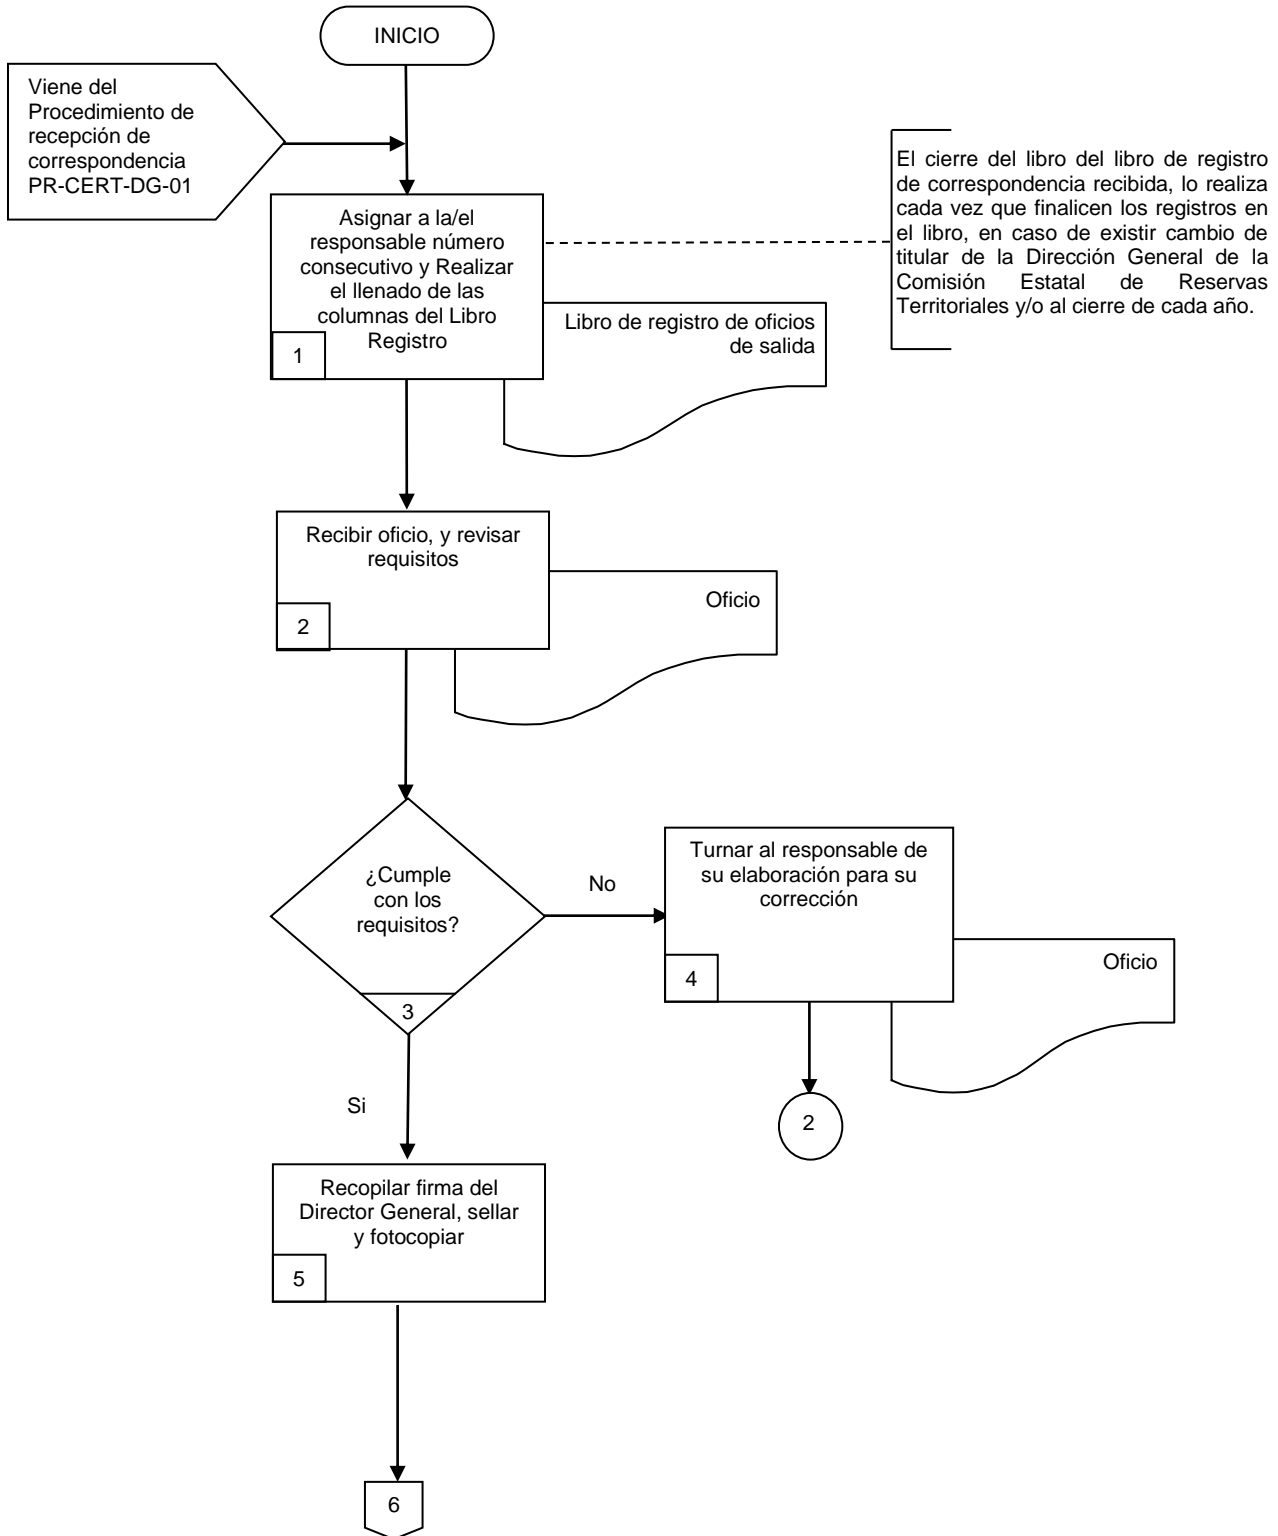 INICIO
Viene del
Procedimiento de
recepción de
correspondencia
PR-CERT-DG-01
El cierre del libro del libro de registro
de correspondencia recibida, lo realiza
cada vez que finalicen los registros en
el libro, en caso de existir cambio de
titular de la Dirección General de la
Comisión Estatal de Reservas
Territoriales y/o al cierre de cada año.
Asignar a la/el
responsable número
consecutivo y Realizar
el llenado de las
columnas del Libro
Registro
1
Libro de registro de oficios
de salida
Recibir oficio, y revisar
requisitos
2
Oficio
¿Cumple
con los
requisitos?
3
No
Turnar al responsable de
su elaboración para su
corrección
4
Oficio
2
Si
Recopilar firma del
Director General, sellar
y fotocopiar
5
6